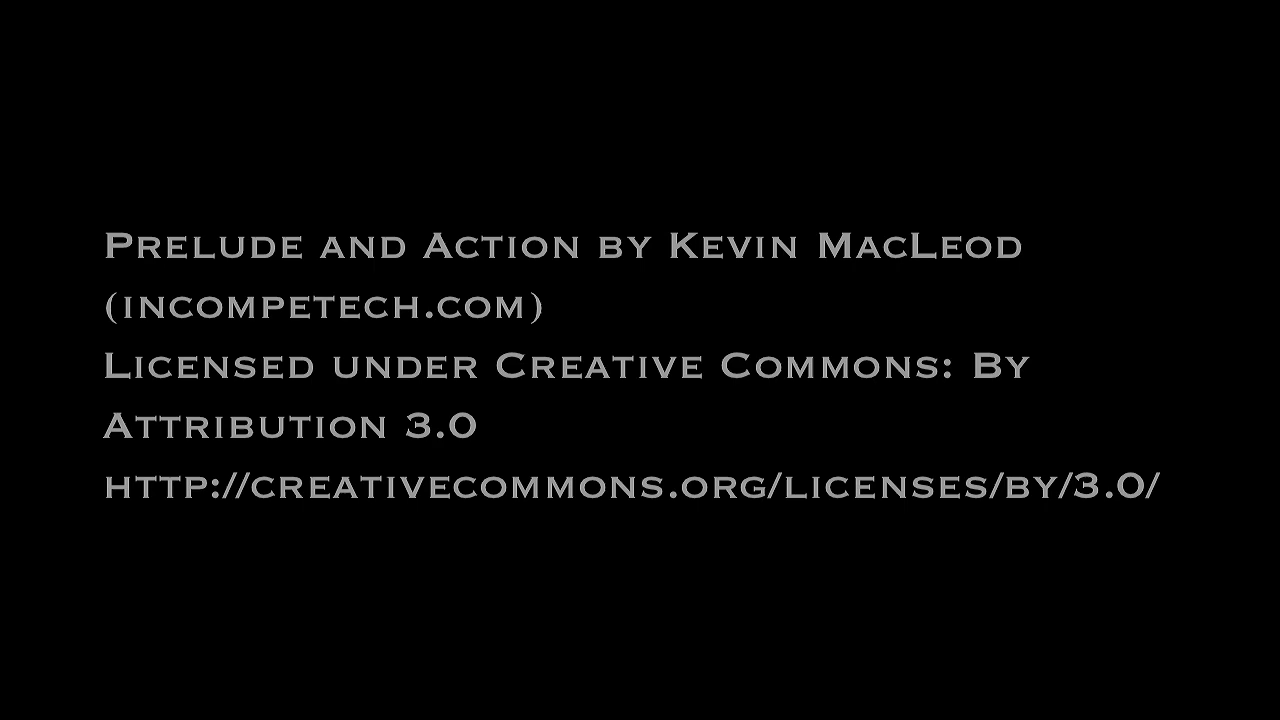 Prelude and Action by Kevin MacLeod
(incompetech.com)
Licensed under Creative Commons: By
Attribution 3.0
http://creativecommons.org/licenses/by/3.0/